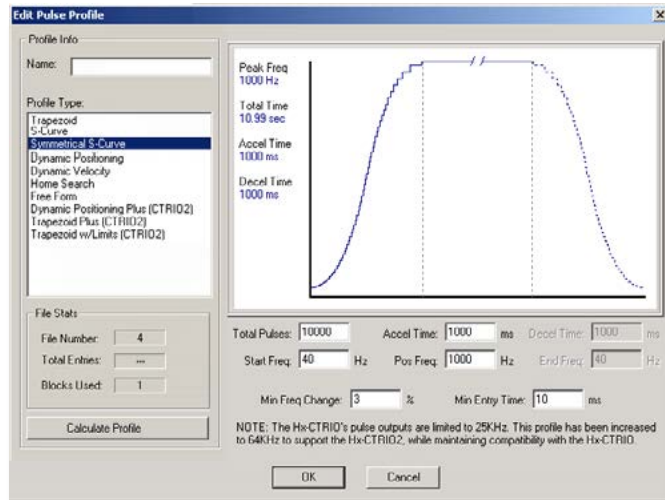 Edit Pulse Profile
Profile Info
Name:
Profile Type:
Trapezoid
S-Curve
Symmetrical S-Curve
Dynamic Positioning
Dynamic Velocity
Home Search
Free Form
Dynamic Positioning Plus (CTRIO2)
Trapezoid Plus (CTRIO2)
Trapezoid w/Limits (CTRIO2)
File Stats
File Number: 4
Total Entries: ---
Blocks Used: 1
Calculate Profile
Peak Freq
1000 Hz
Total Time
10.99 sec
Accel Time
1000 ms
Decel Time
1000 ms
Total Pulses: 10000 Accel Time: 1000 ms Decel Time: 1000 ms
Start Freq: 40 Hz Pos Freq: 1000 Hz End Freq: 40 Hz
Min Freq Change: 3 % Min Entry Time: 10 ms
NOTE: The Hx-CTRIO's pulse outputs are limited to 25KHz. This profile has been increased
to 64KHz to support the Hx-CTRIO2, while maintaining compatibility with the Hx-CTRIO.
OK Cancel